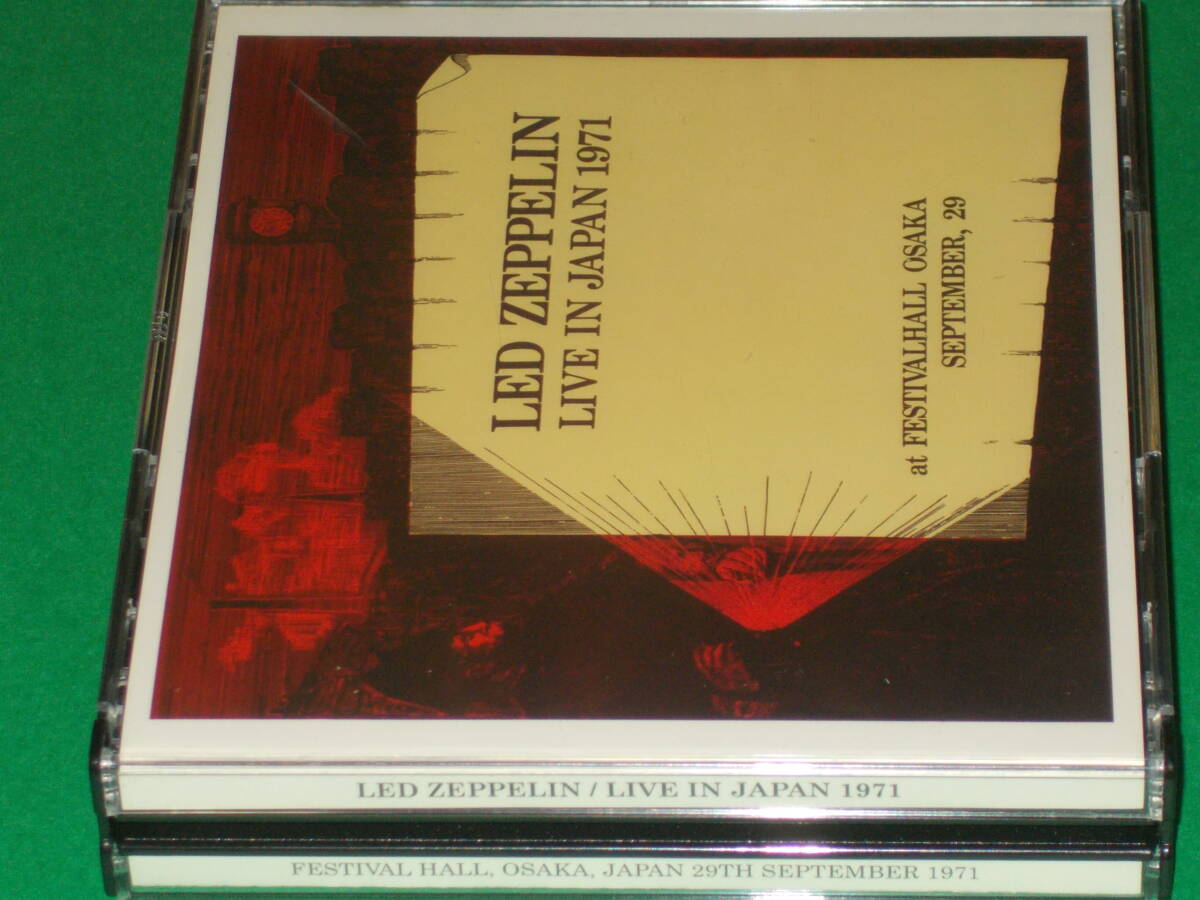 LED ZEPPELIN
LIVE IN JAPAN 1971
at FESTIVALHALL OSAKA
SEPTEMBER, 29
LED ZEPPELIN / LIVE IN JAPAN 1971
FESTIVAL HALL, OSAKA, JAPAN 29TH SEPTEMBER 1971